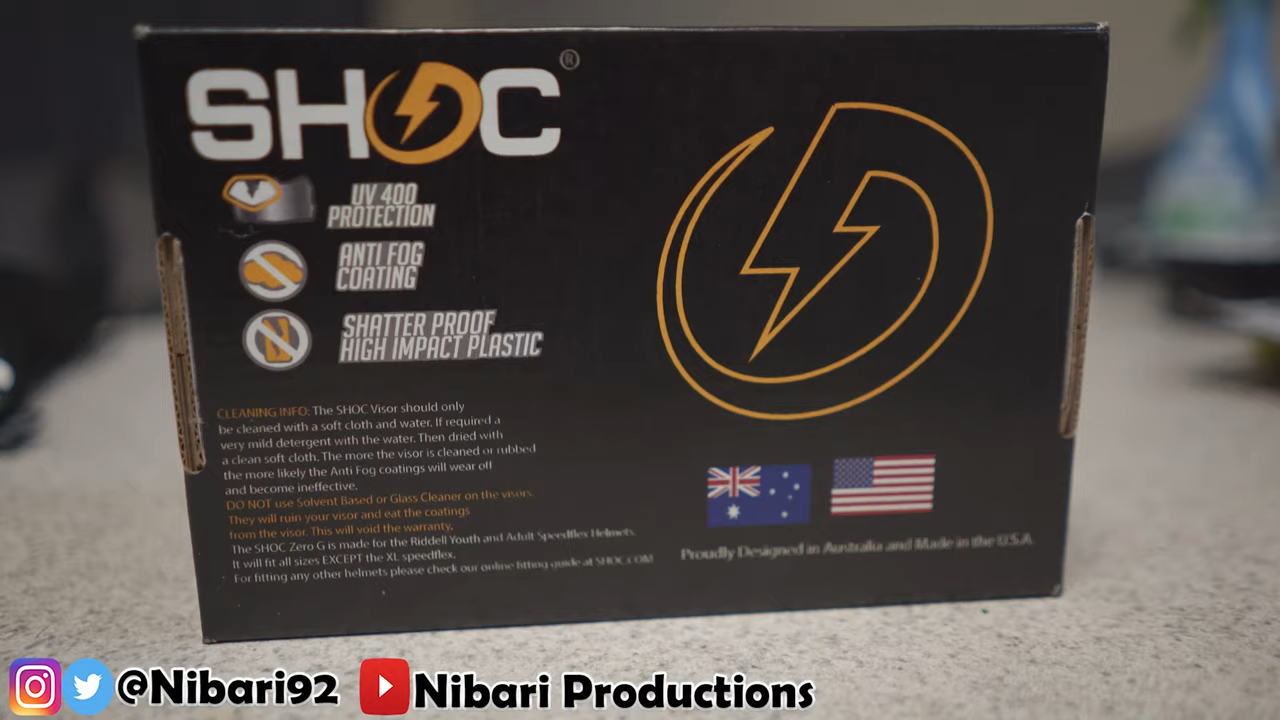 SHOC®
UV 400
PROTECTION
ANTI FOG
COATING
SHATTER PROOF
HIGH IMPACT PLASTIC
CLEANING INFO: The SHOC Visor should only
be cleaned with a soft cloth and water. If required a
very mild detergent with the water. Then dried with
a clean soft cloth. The more the visor is cleaned or rubbed
the more likely the Anti Fog coatings will wear off
and become ineffective.
DO NOT use Solvent Based or Glass Cleaner on the visors.
They will ruin your visor and eat the coatings
from the visor. This will void the warranty.
The SHOC Zero G is made for the Riddell Youth and Adult Speedflex Helmets.
It will fit all sizes EXCEPT the XL speedflex.
For fitting any other helmets please check our online fitting guide at SHOC.COM
Proudly Designed in Australia and Made in the U.S.A
@Nibari92
Nibari Productions